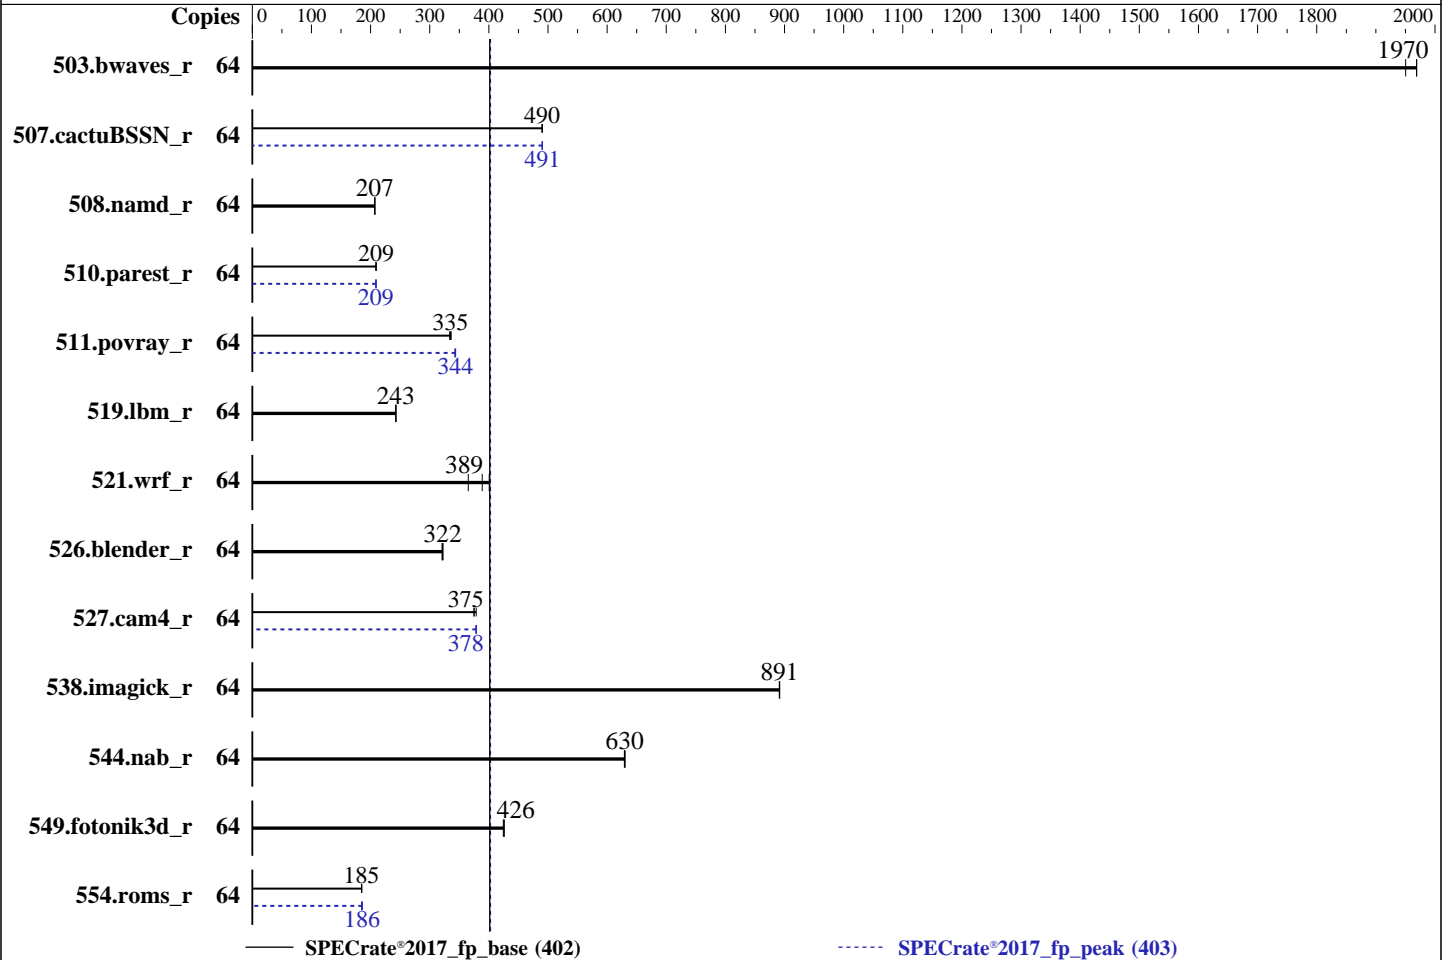 Copies 0 100 200 300 400 500 600 700 800 900 1000 1100 1200 1300 1400 1500 1600 1700 1800 2000
503.bwaves_r 64 1970
507.cactuBSSN_r 64 490
491
508.namd_r 64 207
510.parest_r 64 209
209
511.povray_r 64 335
344
519.lbm_r 64 243
521.wrf_r 64 389
526.blender_r 64 322
527.cam4_r 64 375
378
538.imagick_r 64 891
544.nab_r 64 630
549.fotonik3d_r 64 426
554.roms_r 64 185
186
SPECrate®2017_fp_base (402) SPECrate®2017_fp_peak (403)